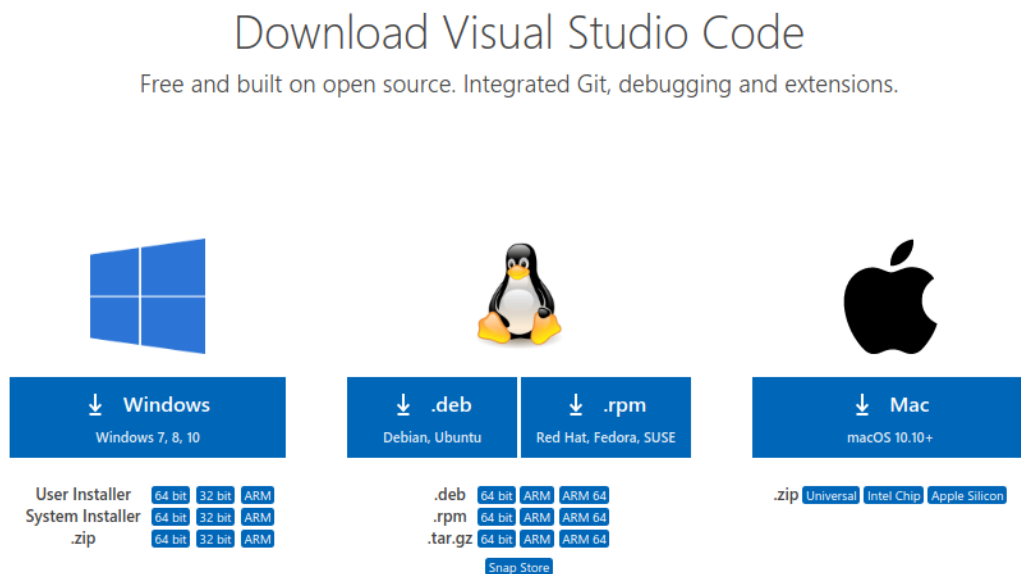 Download Visual Studio Code
Free and built on open source. Integrated Git, debugging and extensions.
Windows
Windows 7, 8, 10
User Installer 64 bit 32 bit ARM
System Installer 64 bit 32 bit ARM
.zip 64 bit 32 bit ARM
.deb
Debian, Ubuntu
.rpm
Red Hat, Fedora, SUSE
.deb 64 bit ARM ARM 64
.rpm 64 bit ARM ARM 64
.tar.gz 64 bit ARM ARM 64
Snap Store
Mac
macOS 10.10+
.zip Universal Intel Chip Apple Silicon